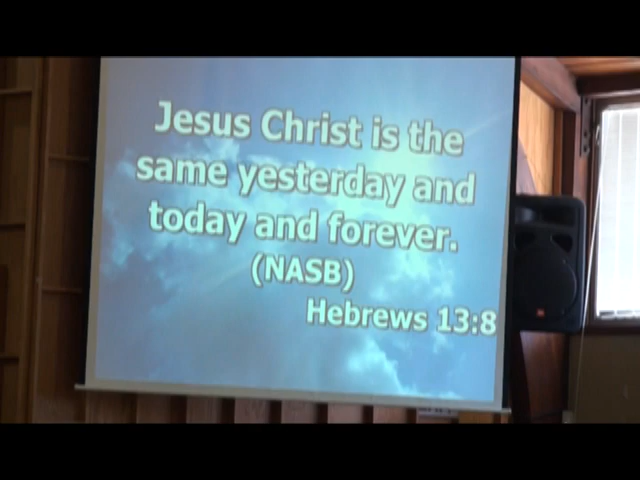 Jesus Christ is the
same yesterday and
today and forever.
(NASB)
Hebrews 13:8